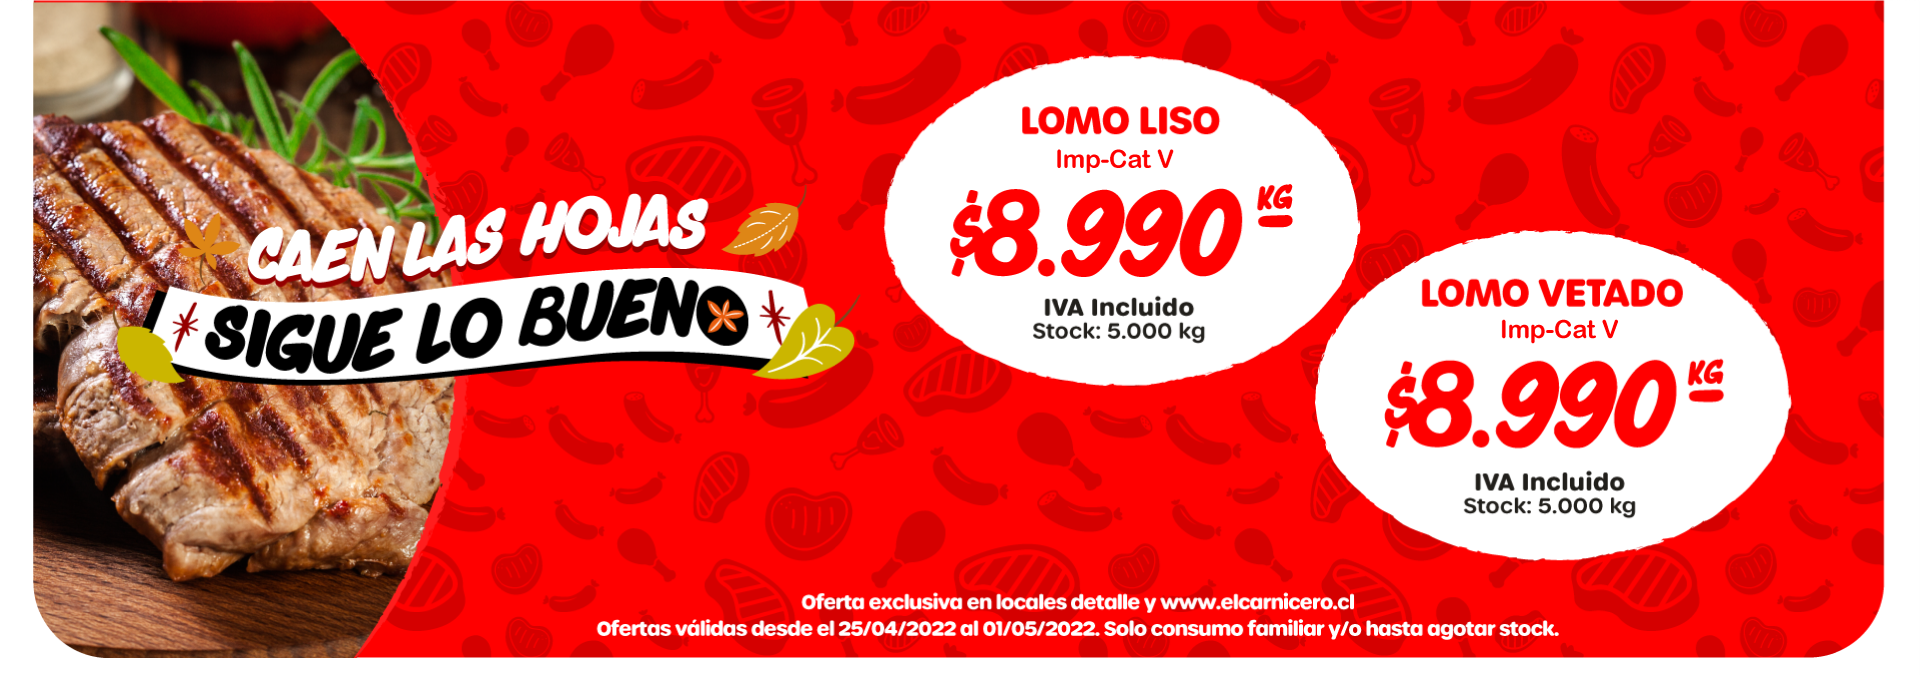 CAEN LAS HOJAS
SIGUE LO BUENO
LOMO LISO
Imp-Cat V
$8.990 KG
IVA Incluido
Stock: 5.000 kg
LOMO VETADO
Imp-Cat V
$8.990 KG
IVA Incluido
Stock: 5.000 kg
Oferta exclusiva en locales detalle y www.elcarnicero.cl
Ofertas válidas desde el 25/04/2022 al 01/05/2022. Solo consumo familiar y/o hasta agotar stock.